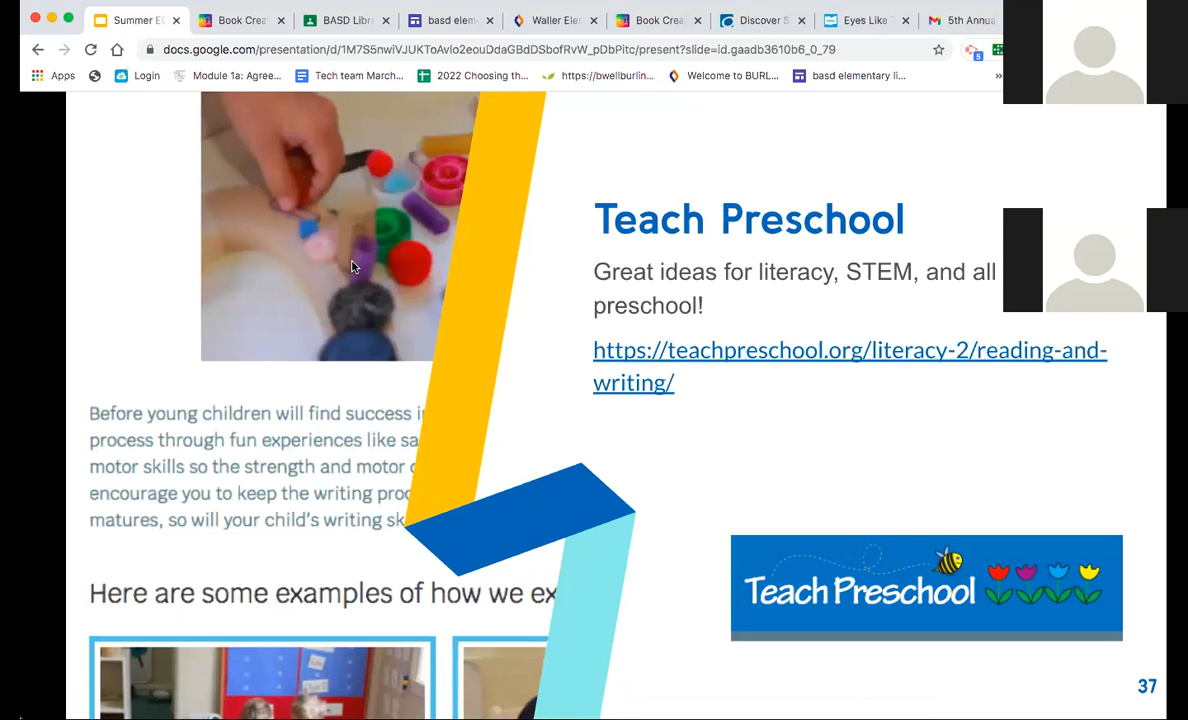 Summer EC
Book Crea
BASD Libr
basd elem
Waller Ele
Book Crea
Discover S
Eyes Like T
5th Annua
docs.google.com/presentation/d/1M7S5nwiVJUKToAvlo2eouDdaGBdDSbofRvW_pDbPitc/present?slide=id.gaadb3610b6_0_79
5
Apps
Login
Module 1a: Agree...
Tech team March...
2022 Choosing th...
https://bwellburlin...
Welcome to BURL...
basd elementary li...
»
Teach Preschool
Great ideas for literacy, STEM, and all
preschool!
https://teachpreschool.org/literacy-2/reading-and-
writing/
Before young children will find success i
process through fun experiences like sa
motor skills so the strength and motor
encourage you to keep the writing pro
matures, so will your child's writing sk
Here are some examples of how we ex
Teach Preschool
37